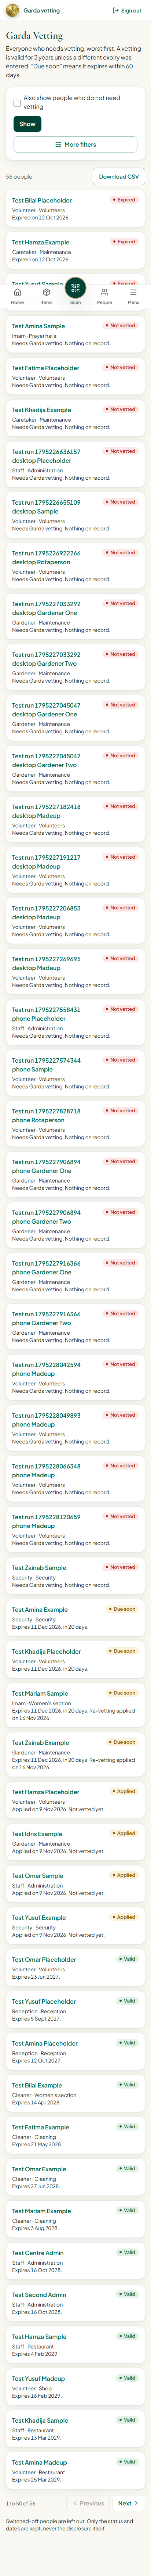 Garda vetting
Sign out
Garda Vetting
Everyone who needs vetting, worst first. A vetting
is valid for 3 years unless a different expiry was
entered; "Due soon" means it expires within 60
days.
Also show people who do not need
vetting
Show
More filters
56 people
Download CSV
Test Bilal Placeholder
Expired
Volunteer · Volunteers
Expired on 12 Oct 2026.
Test Hamza Example
Expired
Caretaker · Maintenance
Expired on 12 Oct 2026.
Expired
Home
Items
Scan
People
Menu
Test Amina Sample
Not vetted
Imam · Prayer halls
Needs Garda vetting. Nothing on record.
Test Fatima Placeholder
Not vetted
Volunteer · Volunteers
Needs Garda vetting. Nothing on record.
Test Khadija Example
Not vetted
Caretaker · Maintenance
Needs Garda vetting. Nothing on record.
Test run 1795226636157
Not vetted
desktop Placeholder
Staff · Administration
Needs Garda vetting. Nothing on record.
Test run 1795226655109
Not vetted
desktop Sample
Volunteer · Volunteers
Needs Garda vetting. Nothing on record.
Test run 1795226922266
Not vetted
desktop Rotaperson
Volunteer · Volunteers
Needs Garda vetting. Nothing on record.
Test run 1795227033292
Not vetted
desktop Gardener One
Gardener · Maintenance
Needs Garda vetting. Nothing on record.
Test run 1795227033292
Not vetted
desktop Gardener Two
Gardener · Maintenance
Needs Garda vetting. Nothing on record.
Test run 1795227045047
Not vetted
desktop Gardener One
Gardener · Maintenance
Needs Garda vetting. Nothing on record.
Test run 1795227045047
Not vetted
desktop Gardener Two
Gardener · Maintenance
Needs Garda vetting. Nothing on record.
Test run 1795227182418
Not vetted
desktop Madeup
Volunteer · Volunteers
Needs Garda vetting. Nothing on record.
Test run 1795227191217
Not vetted
desktop Madeup
Volunteer · Volunteers
Needs Garda vetting. Nothing on record.
Test run 1795227206853
Not vetted
desktop Madeup
Volunteer · Volunteers
Needs Garda vetting. Nothing on record.
Test run 1795227269695
Not vetted
desktop Madeup
Volunteer · Volunteers
Needs Garda vetting. Nothing on record.
Test run 1795227558431
Not vetted
phone Placeholder
Staff · Administration
Needs Garda vetting. Nothing on record.
Test run 1795227574344
Not vetted
phone Sample
Volunteer · Volunteers
Needs Garda vetting. Nothing on record.
Test run 1795227828718
Not vetted
phone Rotaperson
Volunteer · Volunteers
Needs Garda vetting. Nothing on record.
Test run 1795227906894
Not vetted
phone Gardener One
Gardener · Maintenance
Needs Garda vetting. Nothing on record.
Test run 1795227906894
Not vetted
phone Gardener Two
Gardener · Maintenance
Needs Garda vetting. Nothing on record.
Test run 1795227916366
Not vetted
phone Gardener One
Gardener · Maintenance
Needs Garda vetting. Nothing on record.
Test run 1795227916366
Not vetted
phone Gardener Two
Gardener · Maintenance
Needs Garda vetting. Nothing on record.
Test run 1795228042594
Not vetted
phone Madeup
Volunteer · Volunteers
Needs Garda vetting. Nothing on record.
Test run 1795228049893
Not vetted
phone Madeup
Volunteer · Volunteers
Needs Garda vetting. Nothing on record.
Test run 1795228066348
Not vetted
phone Madeup
Volunteer · Volunteers
Needs Garda vetting. Nothing on record.
Test run 1795228120659
Not vetted
phone Madeup
Volunteer · Volunteers
Needs Garda vetting. Nothing on record.
Test Zainab Sample
Not vetted
Security · Security
Needs Garda vetting. Nothing on record.
Test Amina Example
Due soon
Security · Security
Expires 11 Dec 2026, in 20 days.
Test Khadija Placeholder
Due soon
Volunteer · Volunteers
Expires 11 Dec 2026, in 20 days.
Test Mariam Sample
Due soon
Imam · Women's section
Expires 11 Dec 2026, in 20 days. Re-vetting applied
on 16 Nov 2026.
Test Zainab Example
Due soon
Gardener · Maintenance
Expires 11 Dec 2026, in 20 days. Re-vetting applied
on 16 Nov 2026.
Test Hamza Placeholder
Applied
Volunteer · Volunteers
Applied on 9 Nov 2026. Not vetted yet.
Test Idris Example
Applied
Gardener · Maintenance
Applied on 9 Nov 2026. Not vetted yet.
Test Omar Sample
Applied
Staff · Administration
Applied on 9 Nov 2026. Not vetted yet.
Test Yusuf Example
Applied
Security · Security
Applied on 9 Nov 2026. Not vetted yet.
Test Omar Placeholder
Valid
Volunteer · Volunteers
Expires 23 Jun 2027.
Test Yusuf Placeholder
Valid
Reception · Reception
Expires 5 Sept 2027.
Test Amina Placeholder
Valid
Reception · Reception
Expires 12 Oct 2027.
Test Bilal Example
Valid
Cleaner · Women's section
Expires 14 Apr 2028.
Test Fatima Example
Valid
Cleaner · Cleaning
Expires 21 May 2028.
Test Omar Example
Valid
Cleaner · Cleaning
Expires 27 Jun 2028.
Test Mariam Example
Valid
Cleaner · Cleaning
Expires 3 Aug 2028.
Test Centre Admin
Valid
Staff · Administration
Expires 16 Oct 2028.
Test Second Admin
Valid
Staff · Administration
Expires 16 Oct 2028.
Test Hamza Sample
Valid
Staff · Restaurant
Expires 4 Feb 2029.
Test Yusuf Madeup
Valid
Volunteer · Shop
Expires 16 Feb 2029.
Test Khadija Sample
Valid
Staff · Restaurant
Expires 13 Mar 2029.
Test Amina Madeup
Valid
Volunteer · Restaurant
Expires 25 Mar 2029.
1 to 50 of 56
Previous
Next
Switched-off people are left out. Only the status and
dates are kept, never the disclosure itself.